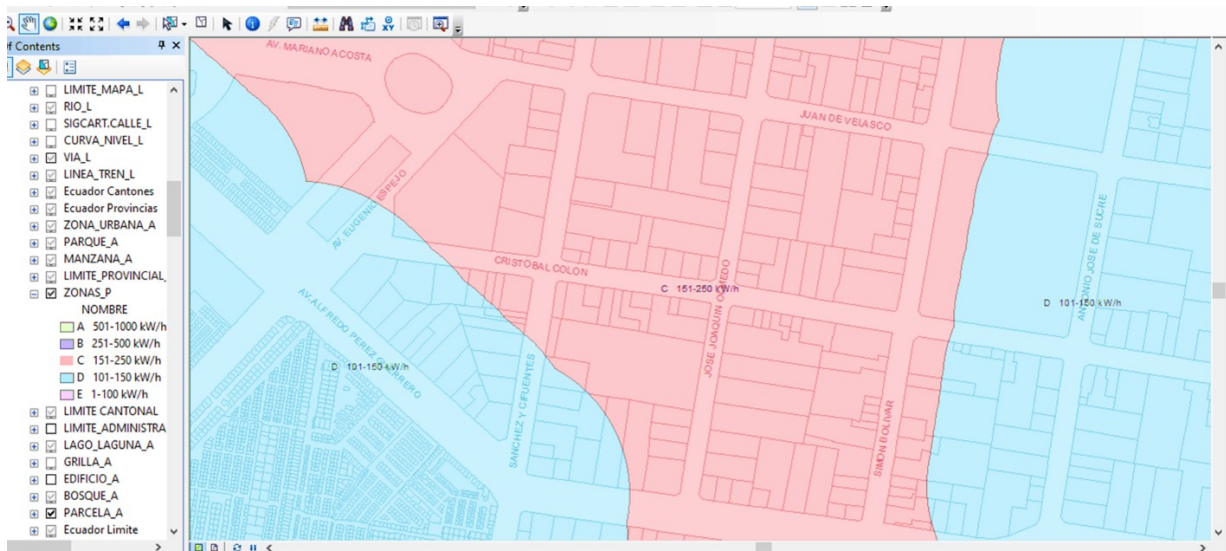 f Contents
LIMITE_MAPA_L
RIO_L
SIGCART.CALLE_L
CURVA_NIVEL_L
VIA_L
LINEA_TREN_L
Ecuador Cantones
Ecuador Provincias
ZONA_URBANA_A
PARQUE_A
MANZANA_A
LIMITE_PROVINCIAL_
ZONAS_P
NOMBRE
A 501-1000 kW/h
B 251-500 kW/h
C 151-250 kW/h
D 101-150 kW/h
E 1-100 kW/h
LIMITE CANTONAL
LIMITE_ADMINISTRA
LAGO_LAGUNA_A
GRILLA_A
EDIFICIO_A
BOSQUE_A
PARCELA_A
Ecuador Limite
AV. MARIANO ACOSTA
JUAN DE VELASCO
AV. EUGENIO ESPEJO
ANTONIO JOSE DE SUCRE
CRISTOBAL COLON
C 151-250 kW/h
D 101-150 kW/h
JOSE JOAQUIN OLMEDO
AV. ALFREDO PEREZ GUERRERO
D 101-150 kW/h
SANCHEZ Y CIFUENTES
SIMON BOLIVAR